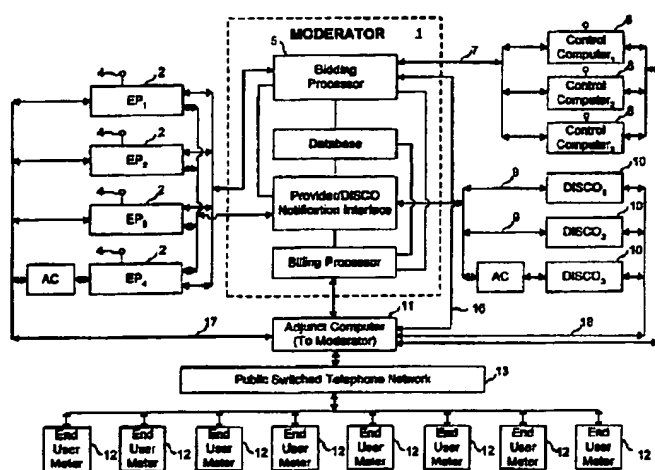 MODERATOR 1
5
Bidding
Processor
Database
Provider/DISCO
Notification Interface
Billing Processor
4 2
EP1
4 2
EP2
4 2
EP3
4 2
AC EP4
7
6
Control
Computer1
6
Control
Computer2
6
Control
Computer3
9 10
DISCO1
9 10
DISCO2
10
AC DISCO3
16
11
17 18
Adjunct Computer
(To Moderator)
Public Switched Telephone Network 13
End
User
Meter 12
End
User
Meter 12
End
User
Meter 12
End
User
Meter 12
End
User
Meter 12
End
User
Meter 12
End
User
Meter 12
End
User
Meter 12